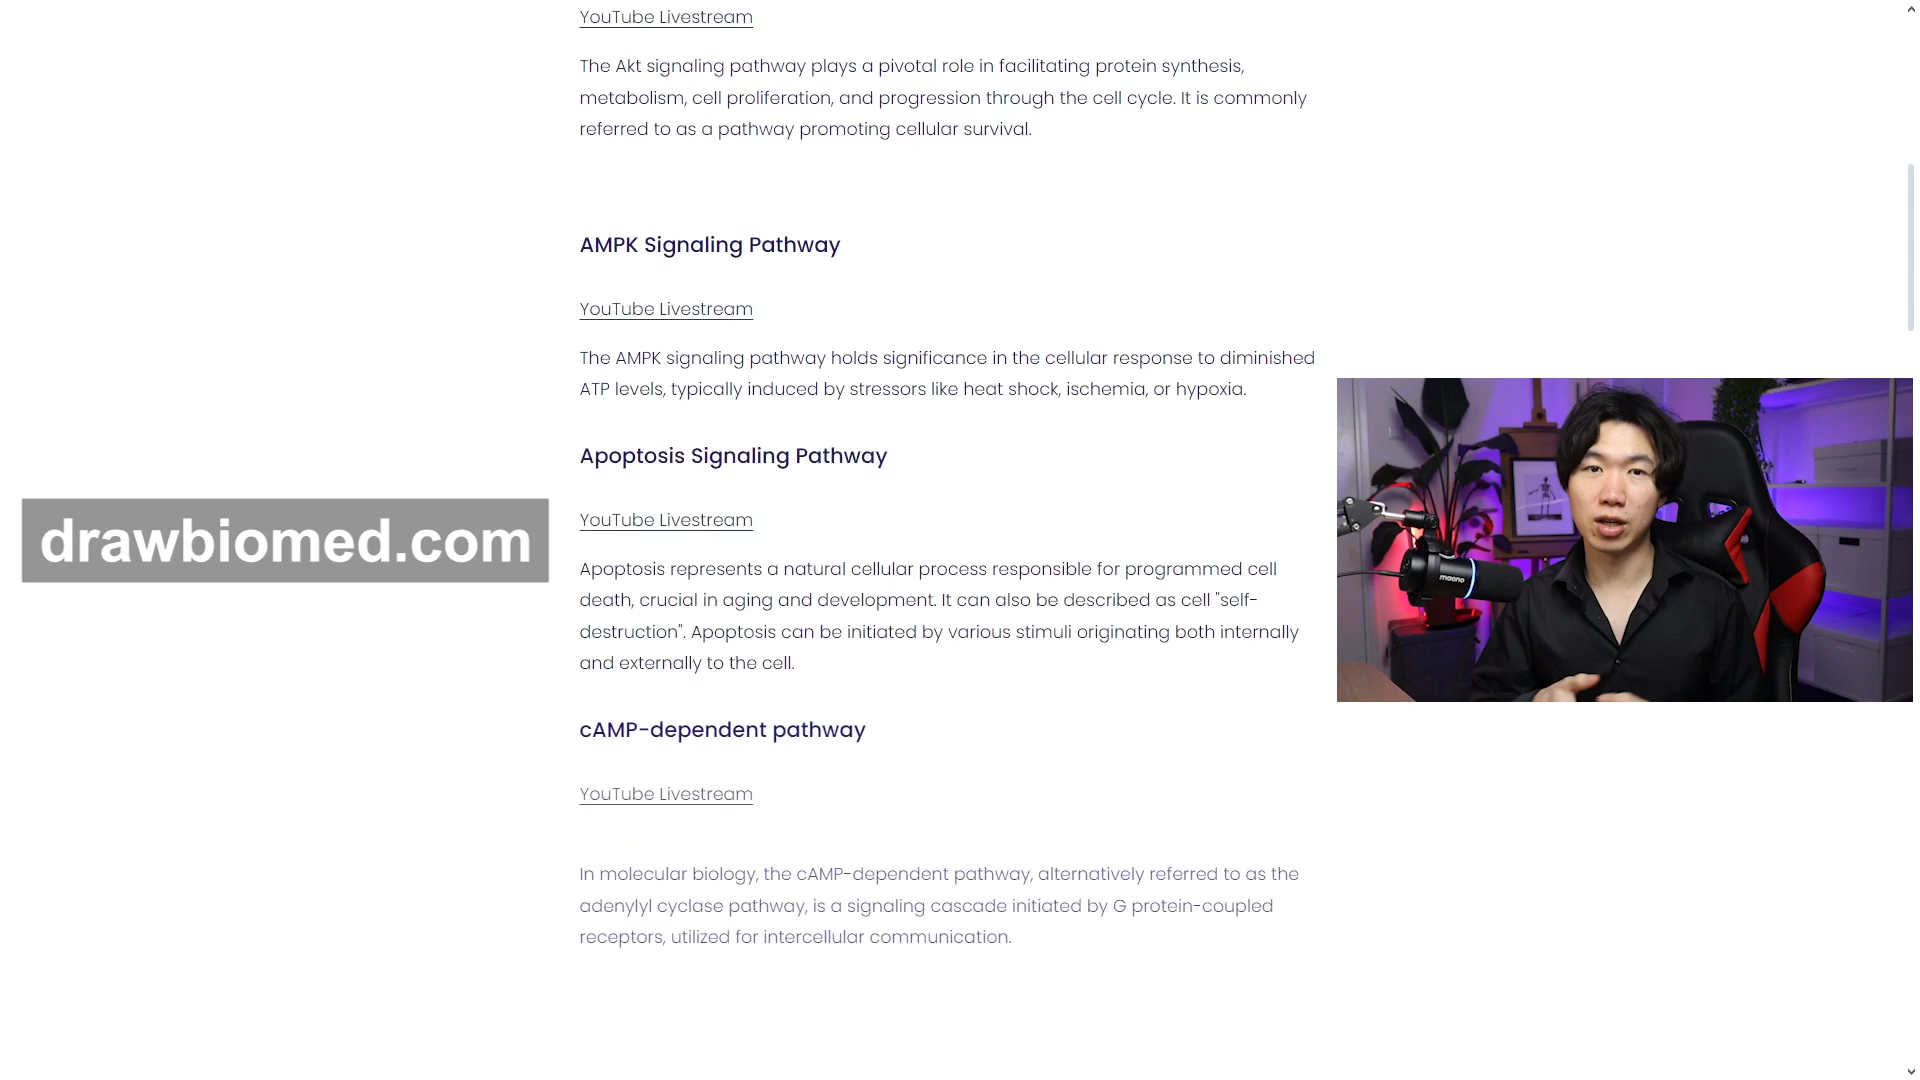 YouTube Livestream
The Akt signaling pathway plays a pivotal role in facilitating protein synthesis,
metabolism, cell proliferation, and progression through the cell cycle. It is commonly
referred to as a pathway promoting cellular survival.
AMPK Signaling Pathway
YouTube Livestream
The AMPK signaling pathway holds significance in the cellular response to diminished
ATP levels, typically induced by stressors like heat shock, ischemia, or hypoxia.
Apoptosis Signaling Pathway
YouTube Livestream
Apoptosis represents a natural cellular process responsible for programmed cell
death, crucial in aging and development. It can also be described as cell "self-
destruction". Apoptosis can be initiated by various stimuli originating both internally
and externally to the cell.
cAMP-dependent pathway
YouTube Livestream
In molecular biology, the cAMP-dependent pathway, alternatively referred to as the
adenylyl cyclase pathway, is a signaling cascade initiated by G protein-coupled
receptors, utilized for intercellular communication.
drawbiomed.com
maono